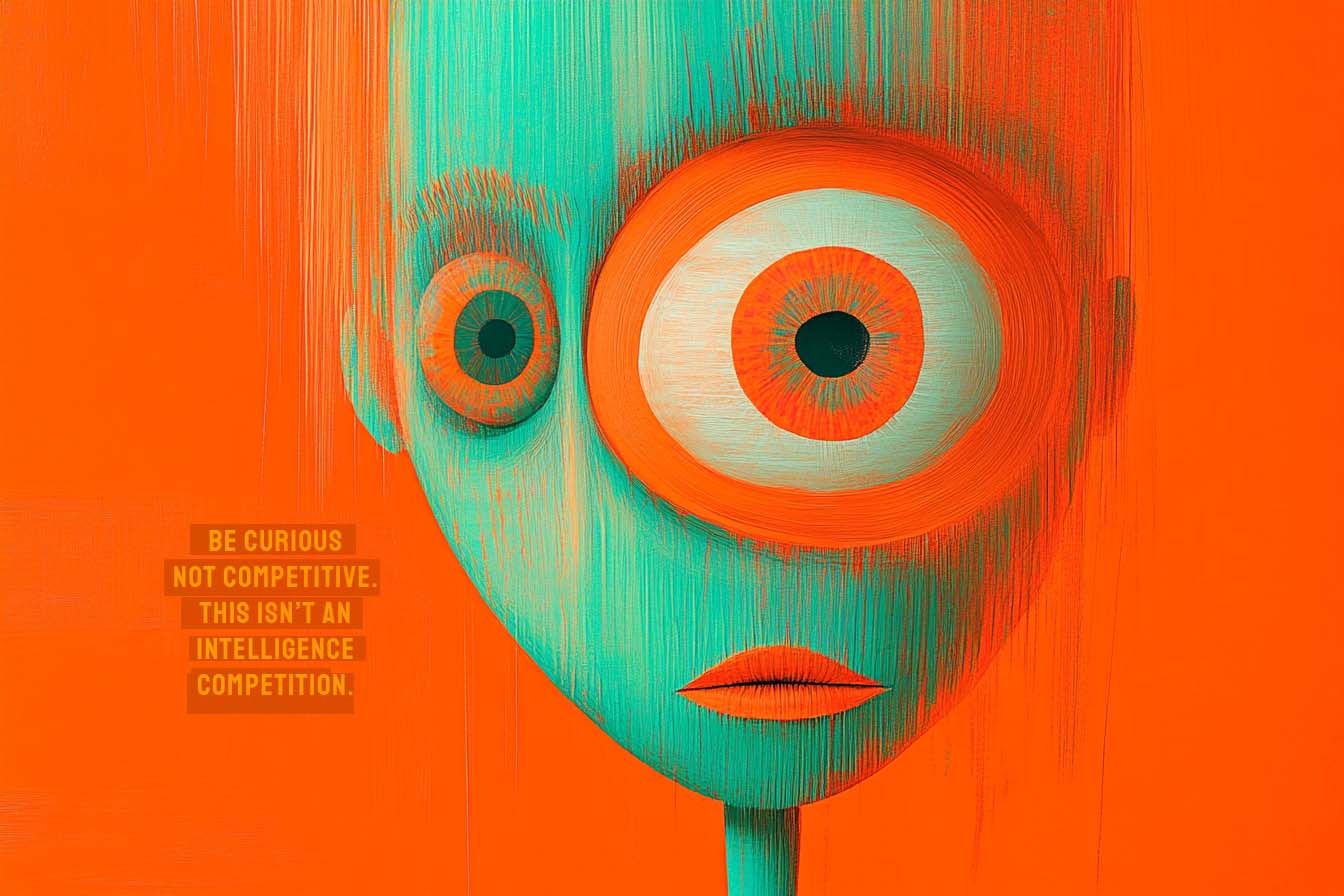 BE CURIOUS
NOT COMPETITIVE.
THIS ISN’T AN
INTELLIGENCE
COMPETITION.